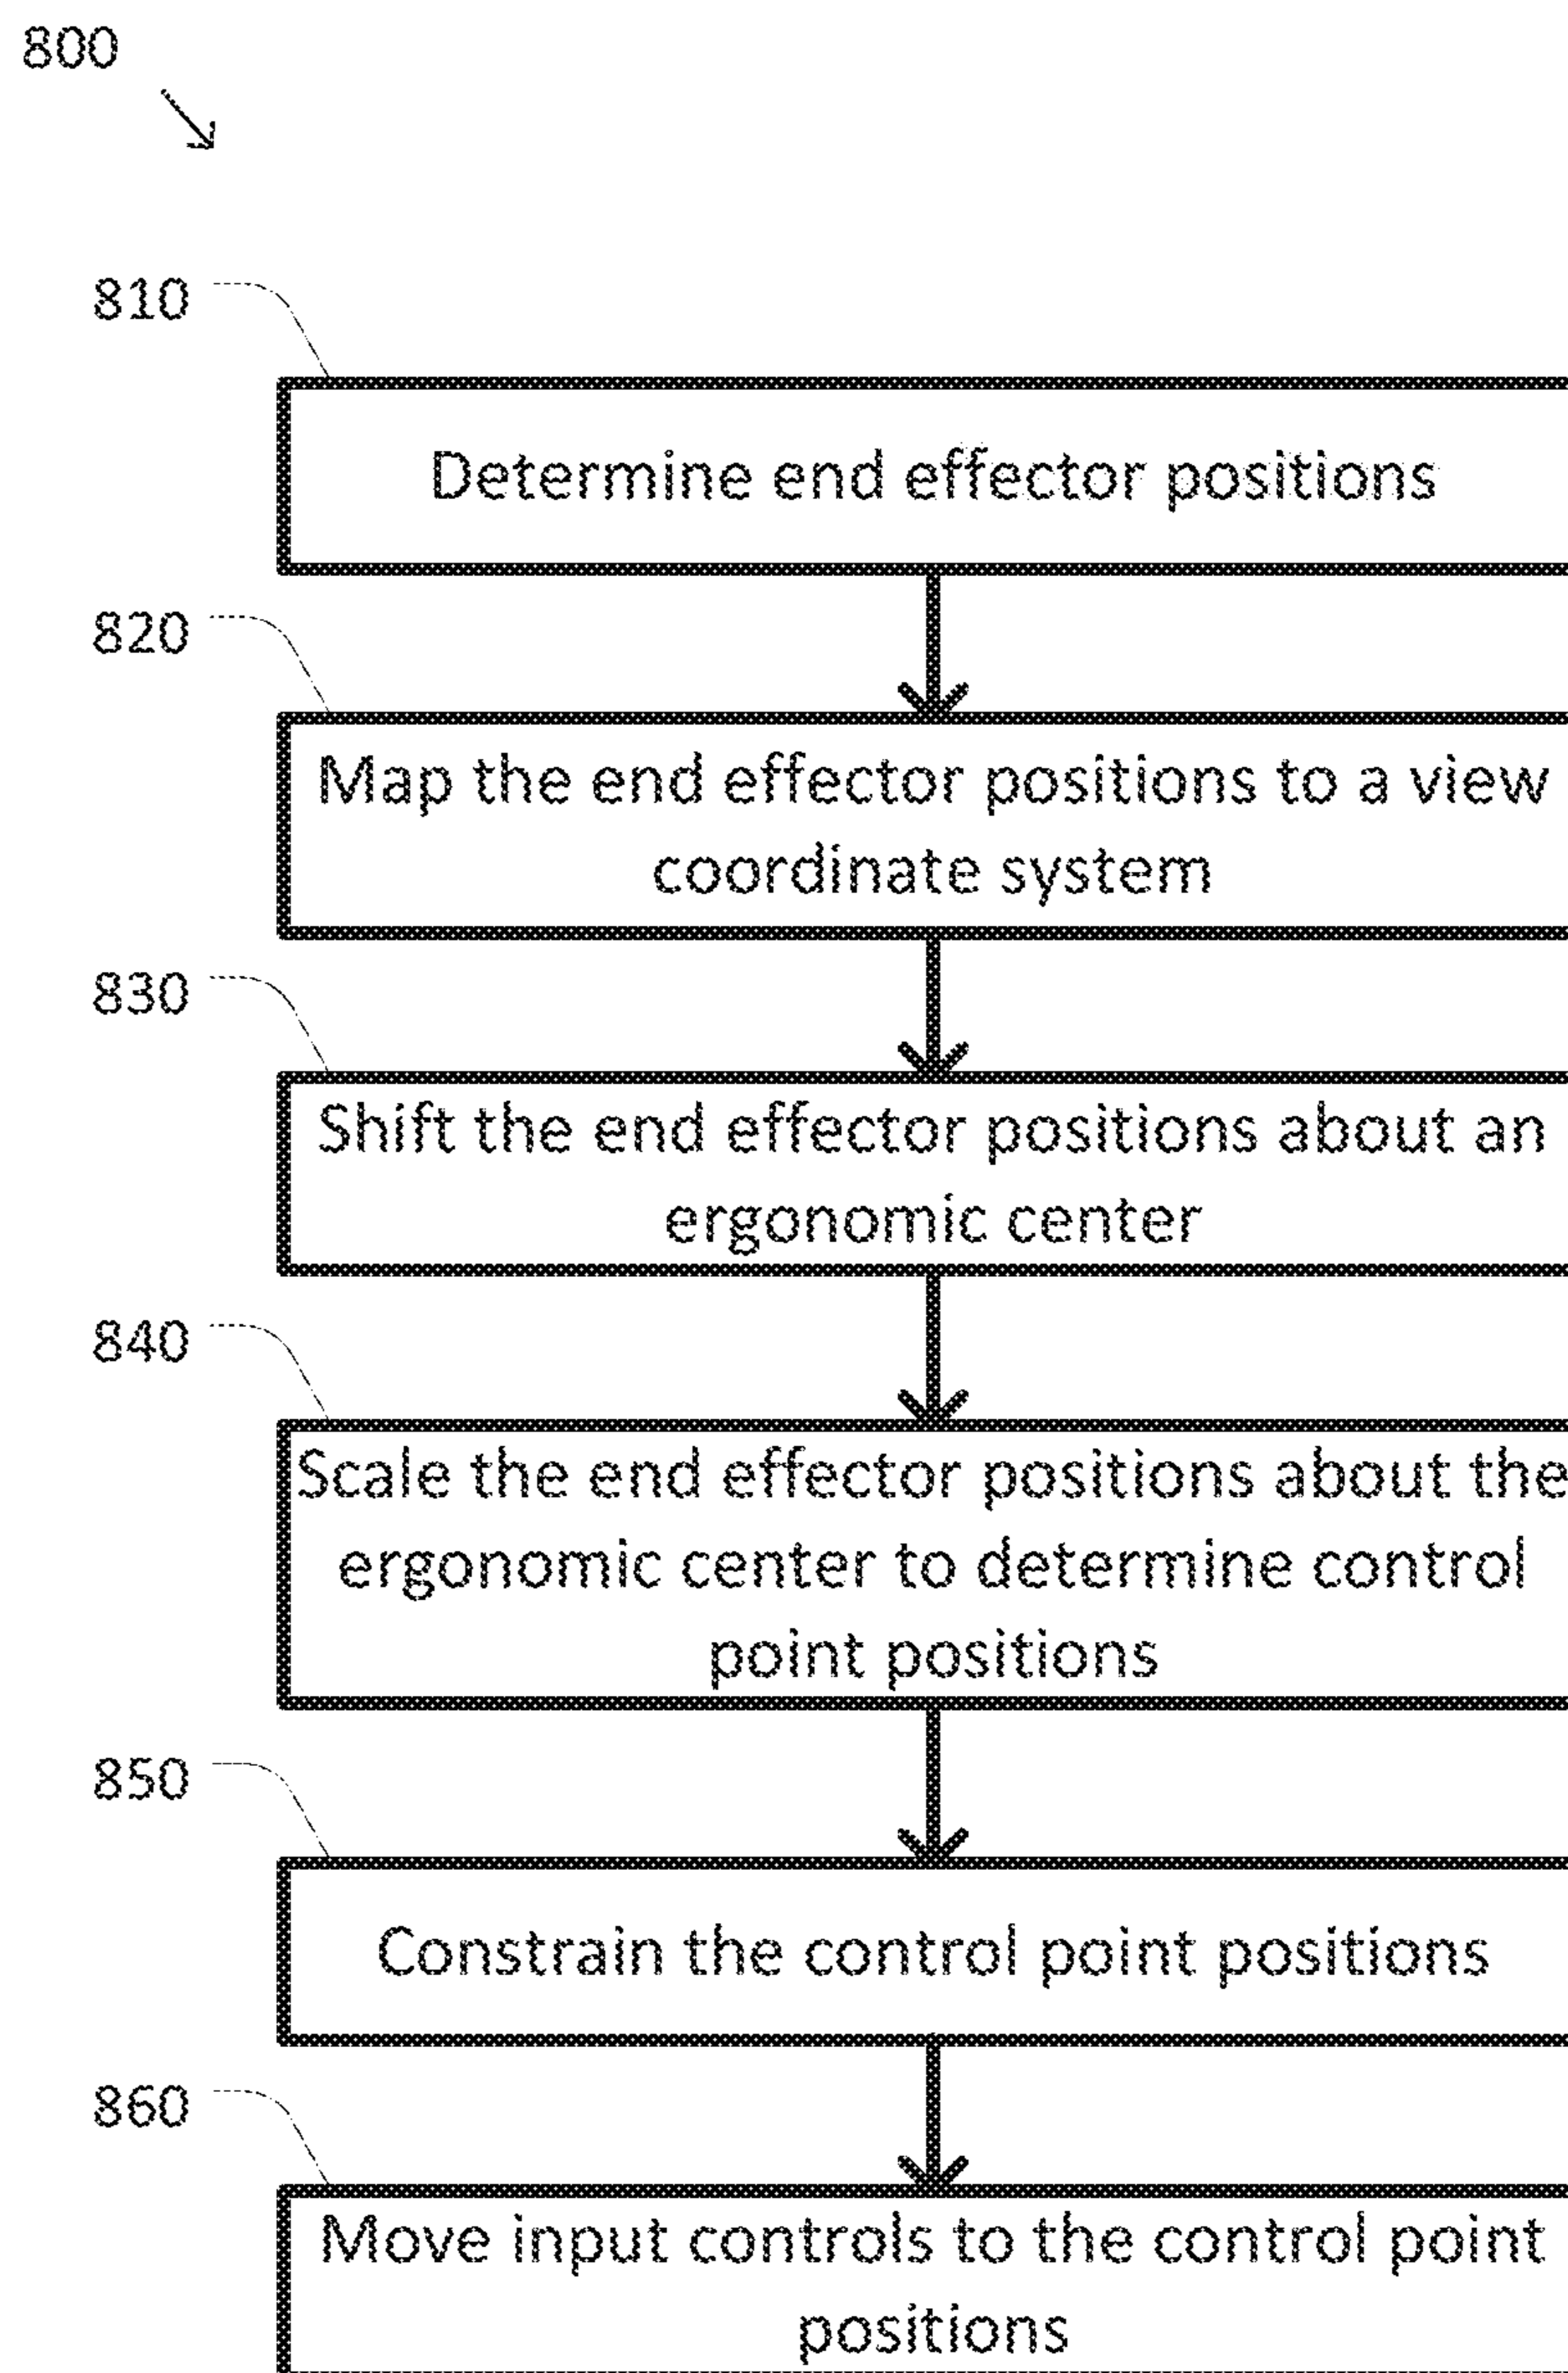 800
810
Determine end effector positions
820
Map the end effector positions to a view
coordinate system
830
Shift the end effector positions about an
ergonomic center
840
Scale the end effector positions about the
ergonomic center to determine control
point positions
850
Constrain the control point positions
860
Move input controls to the control point
positions